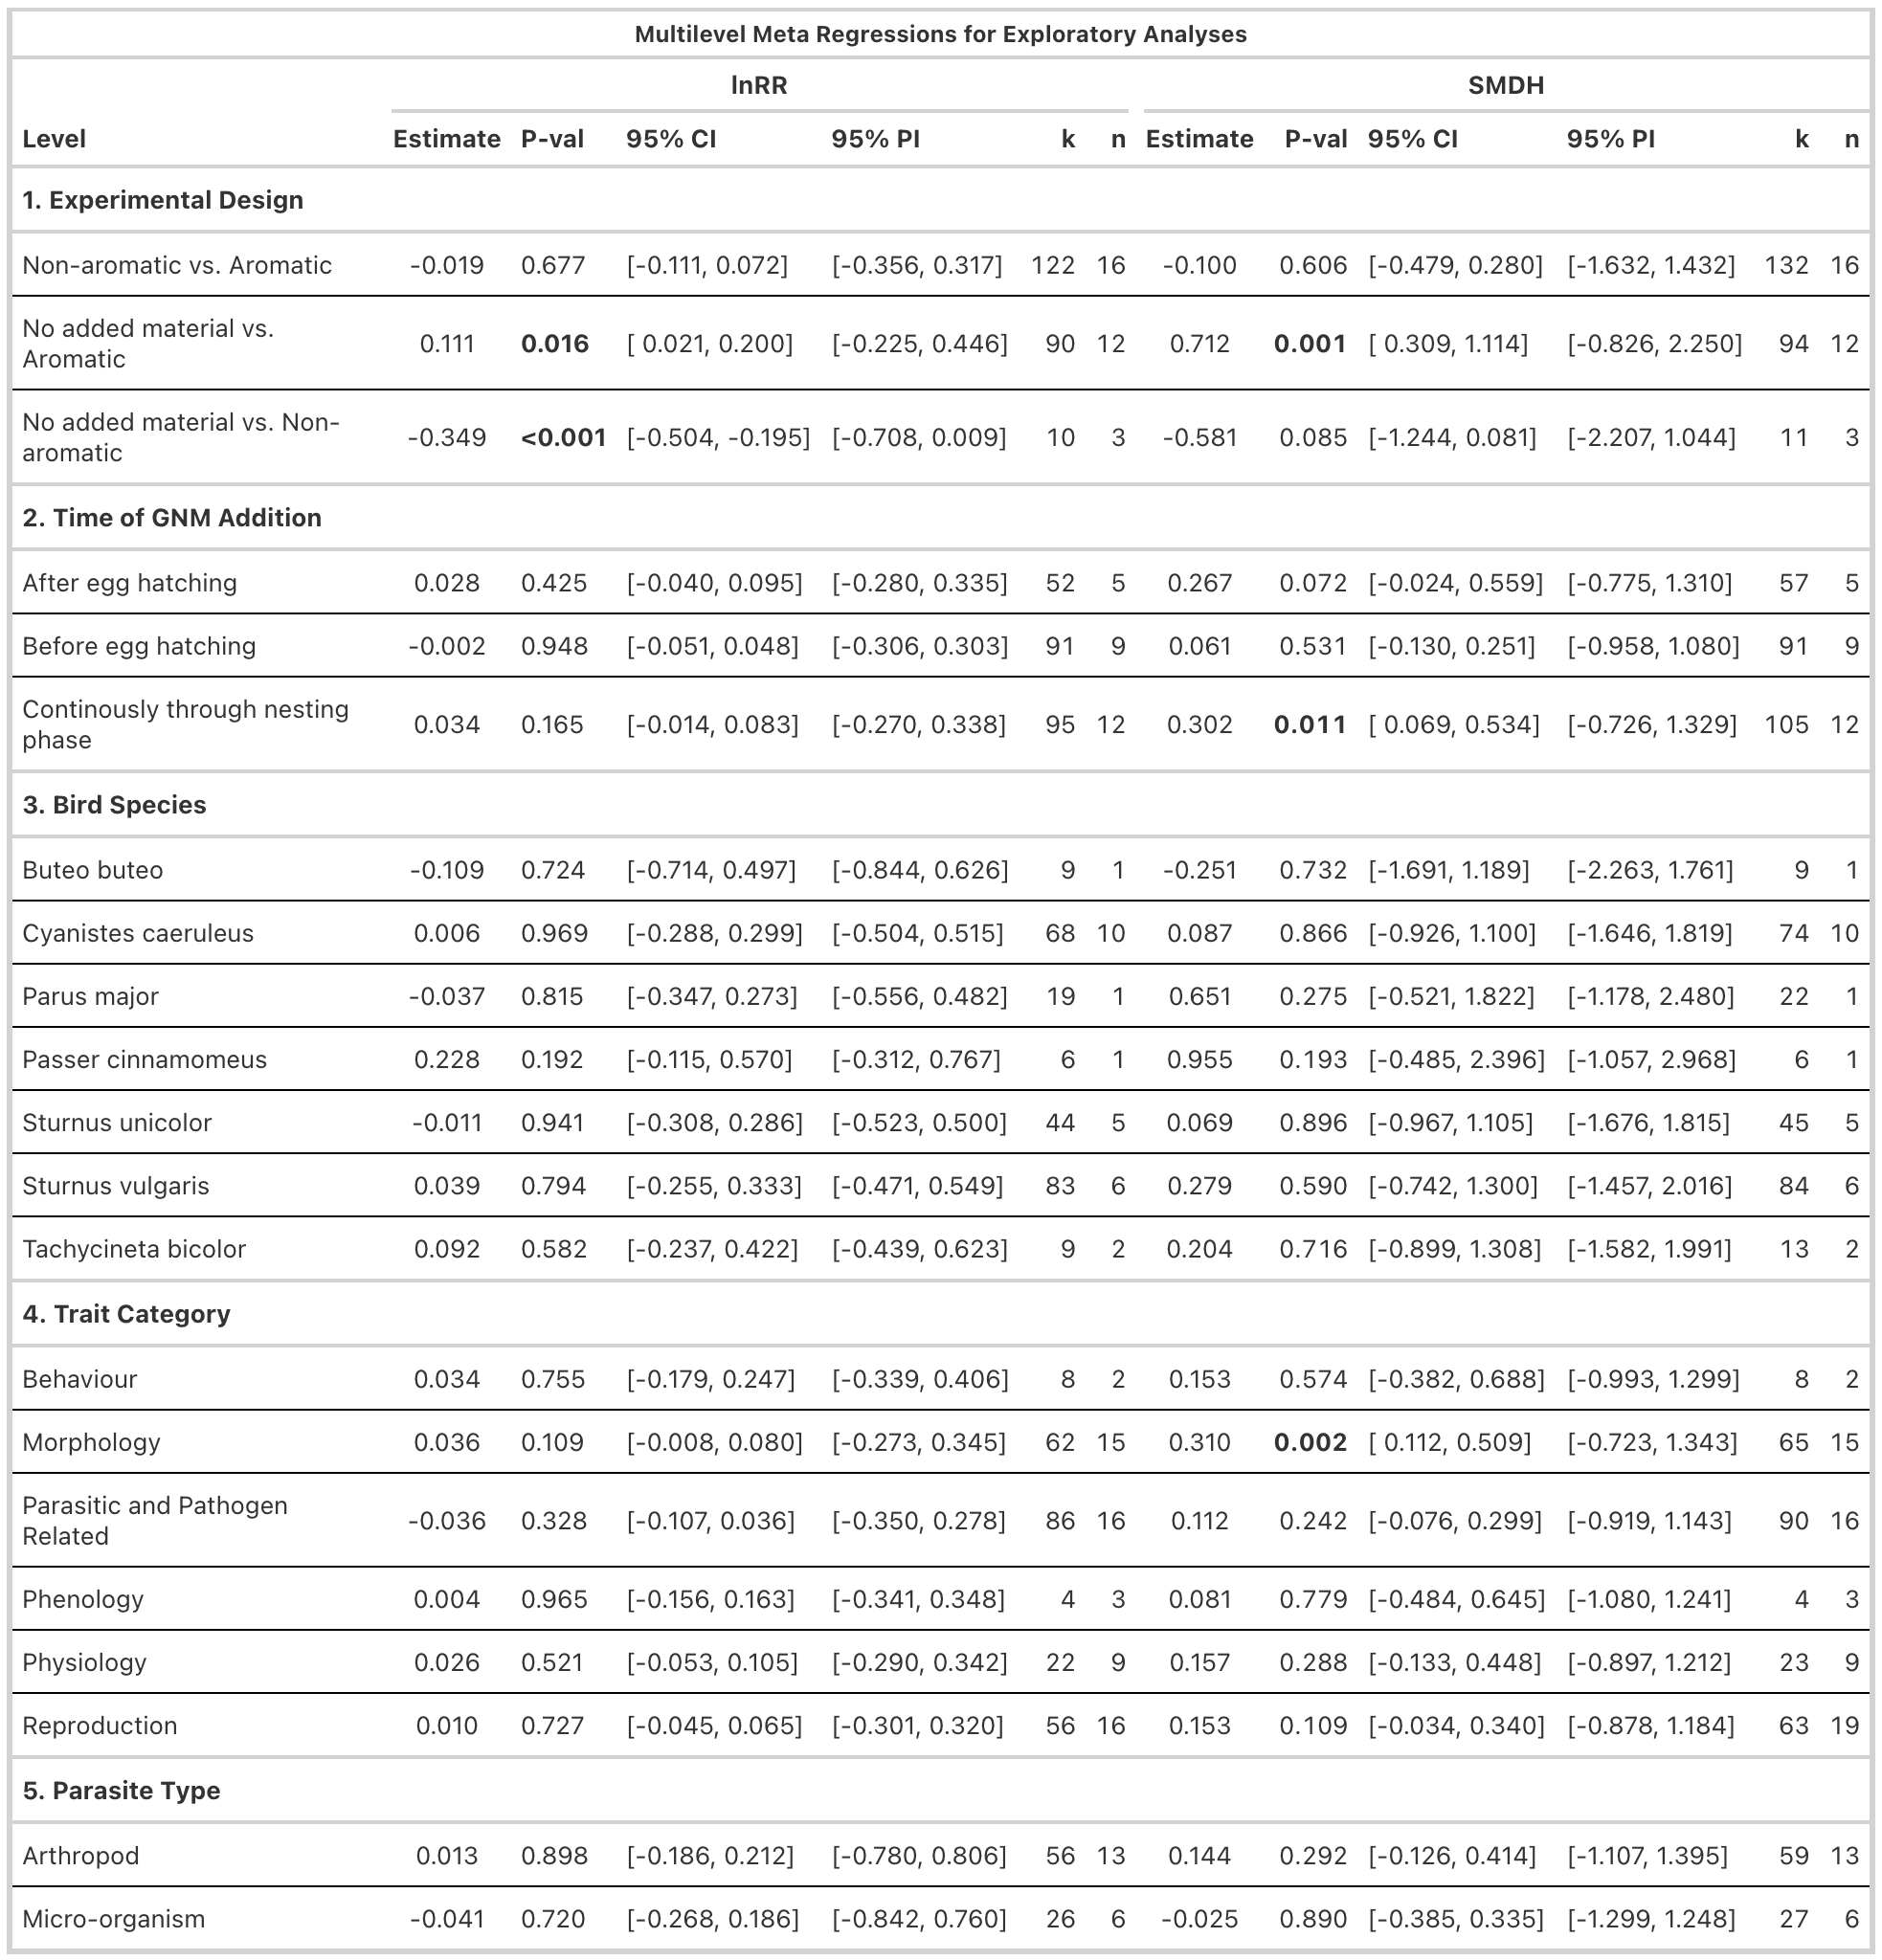 Multilevel Meta Regressions for Exploratory Analyses
lnRR SMDH
Level Estimate P-val 95% CI 95% PI k n Estimate P-val 95% CI 95% PI k n
1. Experimental Design
Non-aromatic vs. Aromatic -0.019 0.677 [-0.111, 0.072] [-0.356, 0.317] 122 16 -0.100 0.606 [-0.479, 0.280] [-1.632, 1.432] 132 16
No added material vs.
Aromatic 0.111 0.016 [ 0.021, 0.200] [-0.225, 0.446] 90 12 0.712 0.001 [ 0.309, 1.114] [-0.826, 2.250] 94 12
No added material vs. Non-
aromatic -0.349 <0.001 [-0.504, -0.195] [-0.708, 0.009] 10 3 -0.581 0.085 [-1.244, 0.081] [-2.207, 1.044] 11 3
2. Time of GNM Addition
After egg hatching 0.028 0.425 [-0.040, 0.095] [-0.280, 0.335] 52 5 0.267 0.072 [-0.024, 0.559] [-0.775, 1.310] 57 5
Before egg hatching -0.002 0.948 [-0.051, 0.048] [-0.306, 0.303] 91 9 0.061 0.531 [-0.130, 0.251] [-0.958, 1.080] 91 9
Continously through nesting
phase 0.034 0.165 [-0.014, 0.083] [-0.270, 0.338] 95 12 0.302 0.011 [ 0.069, 0.534] [-0.726, 1.329] 105 12
3. Bird Species
Buteo buteo -0.109 0.724 [-0.714, 0.497] [-0.844, 0.626] 9 1 -0.251 0.732 [-1.691, 1.189] [-2.263, 1.761] 9 1
Cyanistes caeruleus 0.006 0.969 [-0.288, 0.299] [-0.504, 0.515] 68 10 0.087 0.866 [-0.926, 1.100] [-1.646, 1.819] 74 10
Parus major -0.037 0.815 [-0.347, 0.273] [-0.556, 0.482] 19 1 0.651 0.275 [-0.521, 1.822] [-1.178, 2.480] 22 1
Passer cinnamomeus 0.228 0.192 [-0.115, 0.570] [-0.312, 0.767] 6 1 0.955 0.193 [-0.485, 2.396] [-1.057, 2.968] 6 1
Sturnus unicolor -0.011 0.941 [-0.308, 0.286] [-0.523, 0.500] 44 5 0.069 0.896 [-0.967, 1.105] [-1.676, 1.815] 45 5
Sturnus vulgaris 0.039 0.794 [-0.255, 0.333] [-0.471, 0.549] 83 6 0.279 0.590 [-0.742, 1.300] [-1.457, 2.016] 84 6
Tachycineta bicolor 0.092 0.582 [-0.237, 0.422] [-0.439, 0.623] 9 2 0.204 0.716 [-0.899, 1.308] [-1.582, 1.991] 13 2
4. Trait Category
Behaviour 0.034 0.755 [-0.179, 0.247] [-0.339, 0.406] 8 2 0.153 0.574 [-0.382, 0.688] [-0.993, 1.299] 8 2
Morphology 0.036 0.109 [-0.008, 0.080] [-0.273, 0.345] 62 15 0.310 0.002 [ 0.112, 0.509] [-0.723, 1.343] 65 15
Parasitic and Pathogen
Related -0.036 0.328 [-0.107, 0.036] [-0.350, 0.278] 86 16 0.112 0.242 [-0.076, 0.299] [-0.919, 1.143] 90 16
Phenology 0.004 0.965 [-0.156, 0.163] [-0.341, 0.348] 4 3 0.081 0.779 [-0.484, 0.645] [-1.080, 1.241] 4 3
Physiology 0.026 0.521 [-0.053, 0.105] [-0.290, 0.342] 22 9 0.157 0.288 [-0.133, 0.448] [-0.897, 1.212] 23 9
Reproduction 0.010 0.727 [-0.045, 0.065] [-0.301, 0.320] 56 16 0.153 0.109 [-0.034, 0.340] [-0.878, 1.184] 63 19
5. Parasite Type
Arthropod 0.013 0.898 [-0.186, 0.212] [-0.780, 0.806] 56 13 0.144 0.292 [-0.126, 0.414] [-1.107, 1.395] 59 13
Micro-organism -0.041 0.720 [-0.268, 0.186] [-0.842, 0.760] 26 6 -0.025 0.890 [-0.385, 0.335] [-1.299, 1.248] 27 6